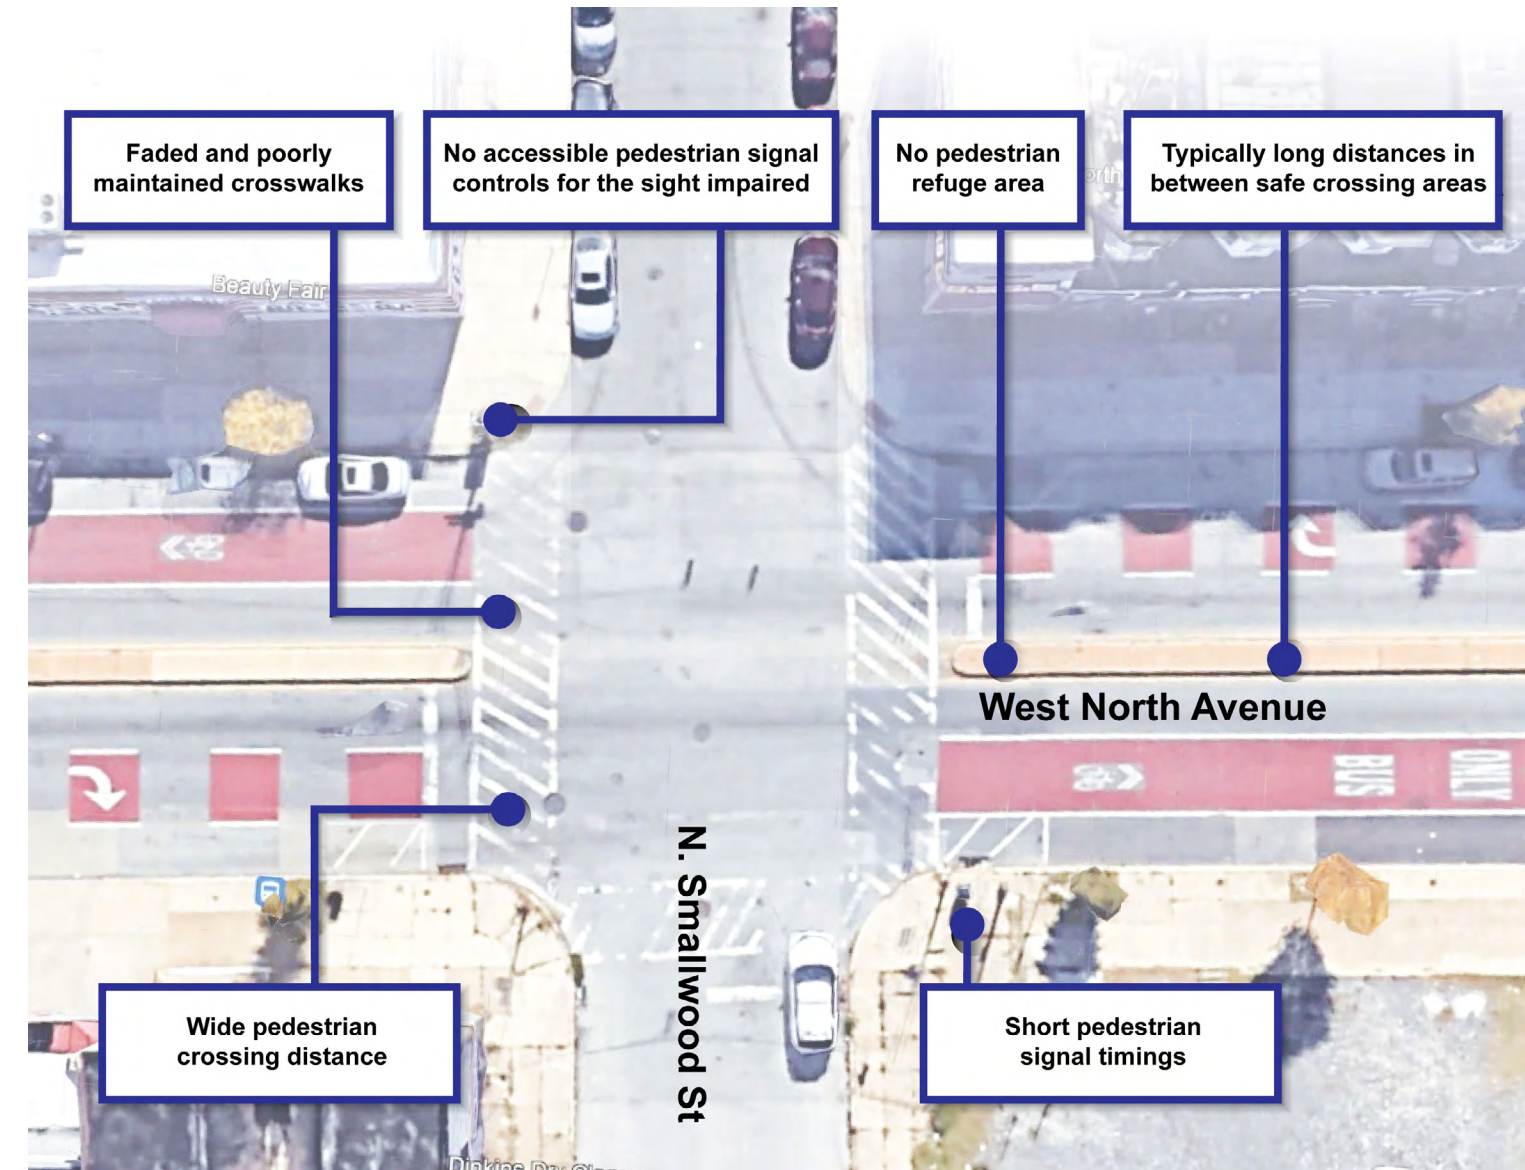 Faded and poorly
maintained crosswalks
No accessible pedestrian signal
controls for the sight impaired
No pedestrian
refuge area
Typically long distances in
between safe crossing areas
orth
Beauty Fair
West North Avenue
BUS
ONLY
N. Smallwood St
Wide pedestrian
crossing distance
Short pedestrian
signal timings